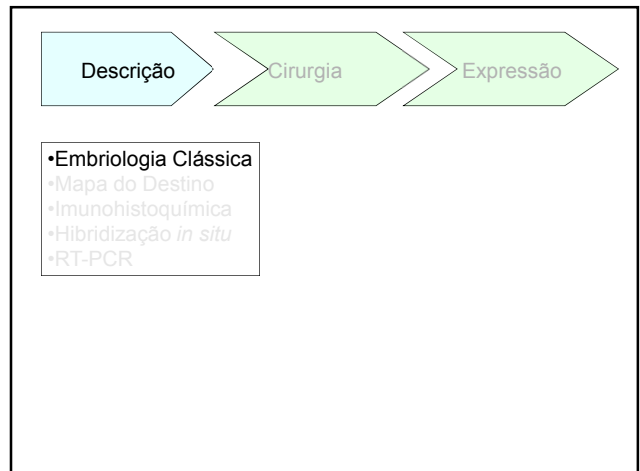 Descrição
Cirurgia
Expressão
•Embriologia Clássica
•Mapa do Destino
•Imunohistoquímica
•Hibridização in situ
•RT-PCR